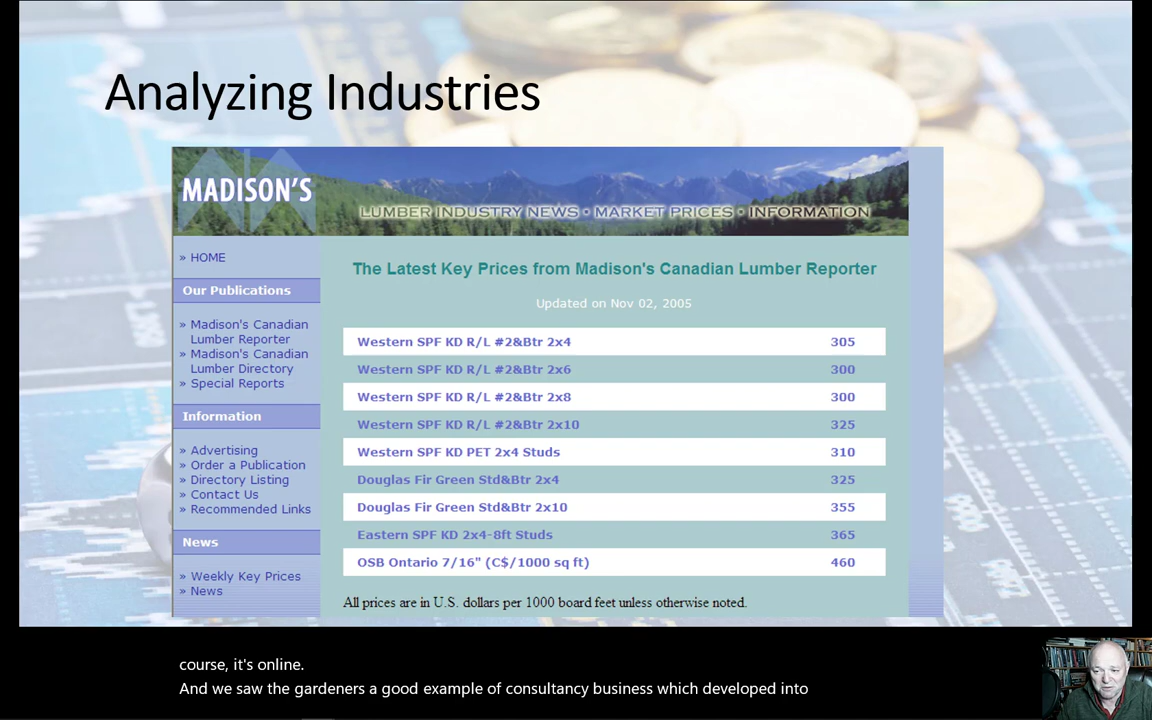 Analyzing Industries
MADISON'S
LUMBER INDUSTRY NEWS • MARKET PRICES • INFORMATION
» HOME
Our Publications
» Madison's Canadian
Lumber Reporter
» Madison's Canadian
Lumber Directory
» Special Reports
Information
» Advertising
» Order a Publication
» Directory Listing
» Contact Us
» Recommended Links
News
» Weekly Key Prices
» News
The Latest Key Prices from Madison's Canadian Lumber Reporter
Updated on Nov 02, 2005
Western SPF KD R/L #2&Btr 2x4 305
Western SPF KD R/L #2&Btr 2x6 300
Western SPF KD R/L #2&Btr 2x8 300
Western SPF KD R/L #2&Btr 2x10 325
Western SPF KD PET 2x4 Studs 310
Douglas Fir Green Std&Btr 2x4 325
Douglas Fir Green Std&Btr 2x10 355
Eastern SPF KD 2x4-8ft Studs 365
OSB Ontario 7/16" (C$/1000 sq ft) 460
All prices are in U.S. dollars per 1000 board feet unless otherwise noted.
course, it's online.
And we saw the gardeners a good example of consultancy business which developed into